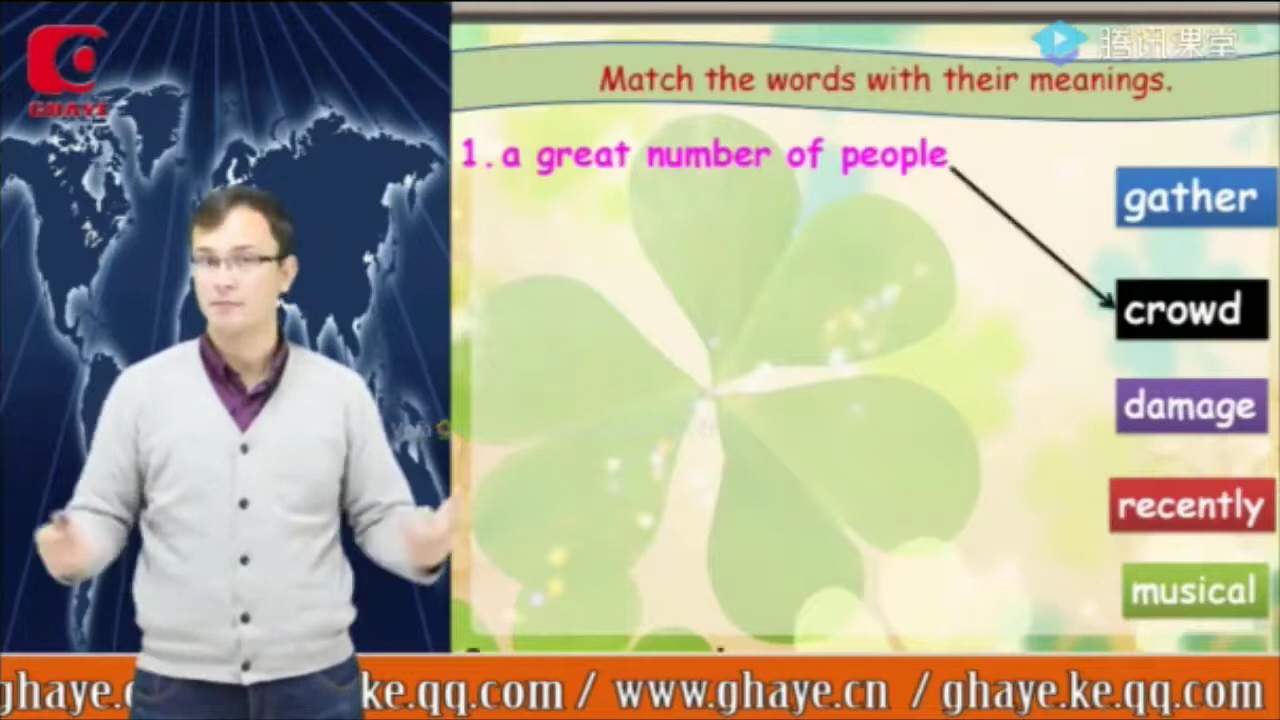 GHAYE
腾讯课堂
Match the words with their meanings.
1. a great number of people
gather
crowd
damage
recently
musical
ke.qq.com / www.ghaye.cn / ghaye.ke.qq.com